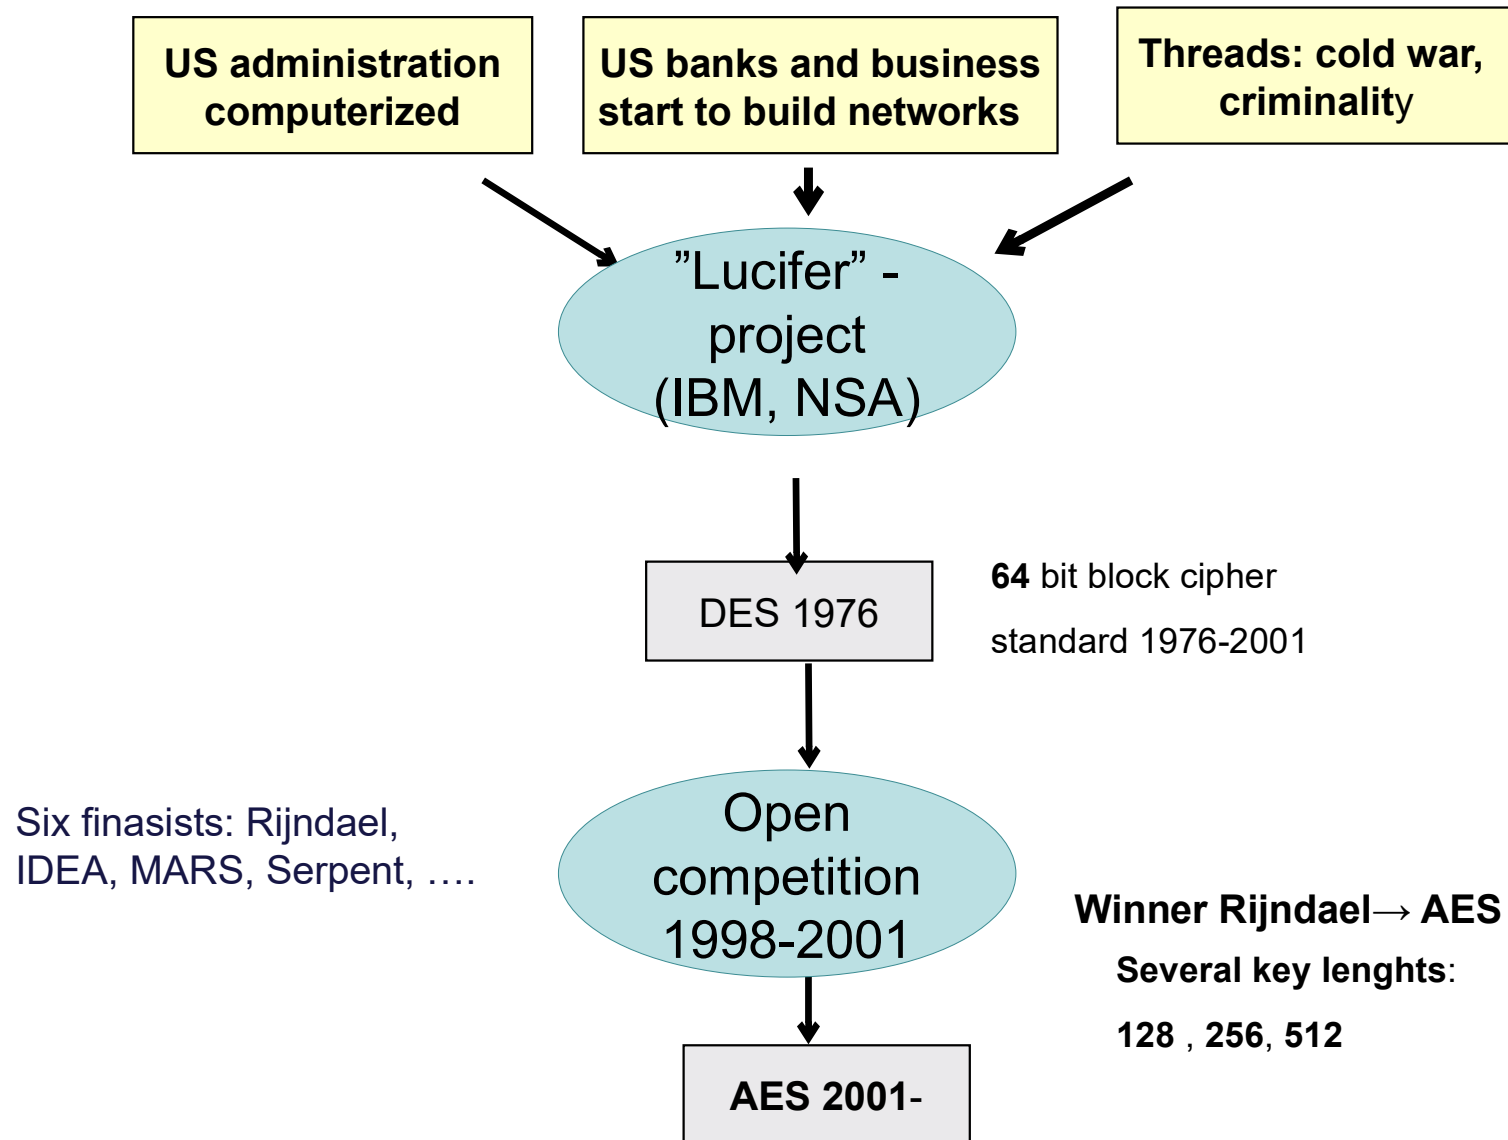 US administration
computerized
US banks and business
start to build networks
Threads: cold war,
criminality
”Lucifer” -
project
(IBM, NSA)
DES 1976
64 bit block cipher
standard 1976-2001
Six finasists: Rijndael,
IDEA, MARS, Serpent, ….
Open
competition
1998-2001
Winner Rijndael→ AES
Several key lenghts:
128 , 256, 512
AES 2001-